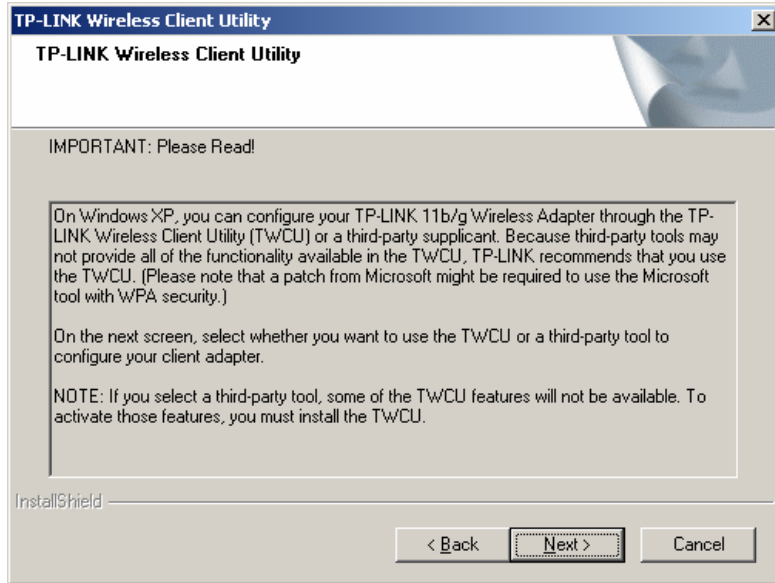 TP-LINK Wireless Client Utility
TP-LINK Wireless Client Utility
IMPORTANT: Please Read!
On Windows XP, you can configure your TP-LINK 11b/g Wireless Adapter through the TP-
LINK Wireless Client Utility (TWCU) or a third-party supplicant. Because third-party tools may
not provide all of the functionality available in the TWCU, TP-LINK recommends that you use
the TWCU. (Please note that a patch from Microsoft might be required to use the Microsoft
tool with WPA security.)
On the next screen, select whether you want to use the TWCU or a third-party tool to
configure your client adapter.
NOTE: If you select a third-party tool, some of the TWCU features will not be available. To
activate those features, you must install the TWCU.
InstallShield
< Back
Next >
Cancel